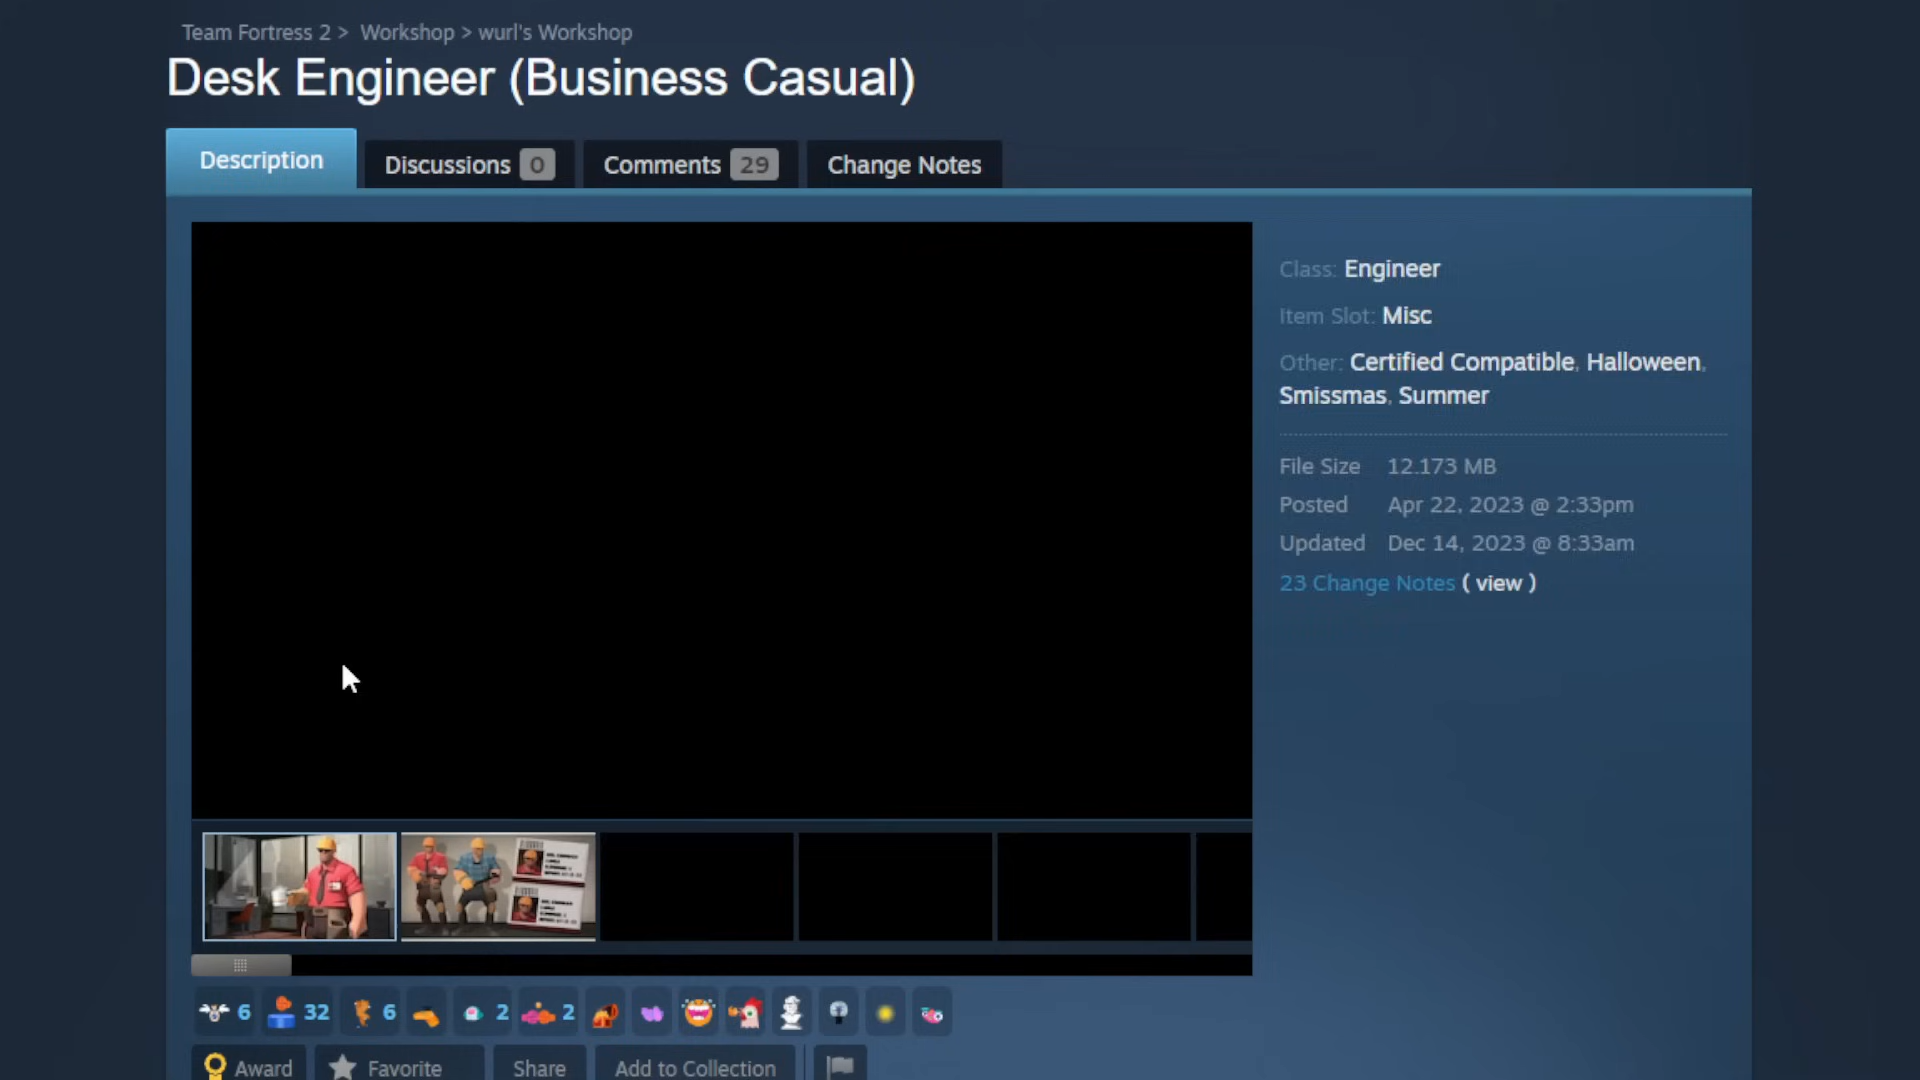 Team Fortress 2 > Workshop > wurl's Workshop
Desk Engineer (Business Casual)
Description
Discussions 0
Comments 29
Change Notes
Class: Engineer
Item Slot: Misc
Other: Certified Compatible, Halloween,
Smissmas, Summer
File Size 12.173 MB
Posted Apr 22, 2023 @ 2:33pm
Updated Dec 14, 2023 @ 8:33am
23 Change Notes ( view )
6 32 6 2 2
Award
Favorite
Share
Add to Collection